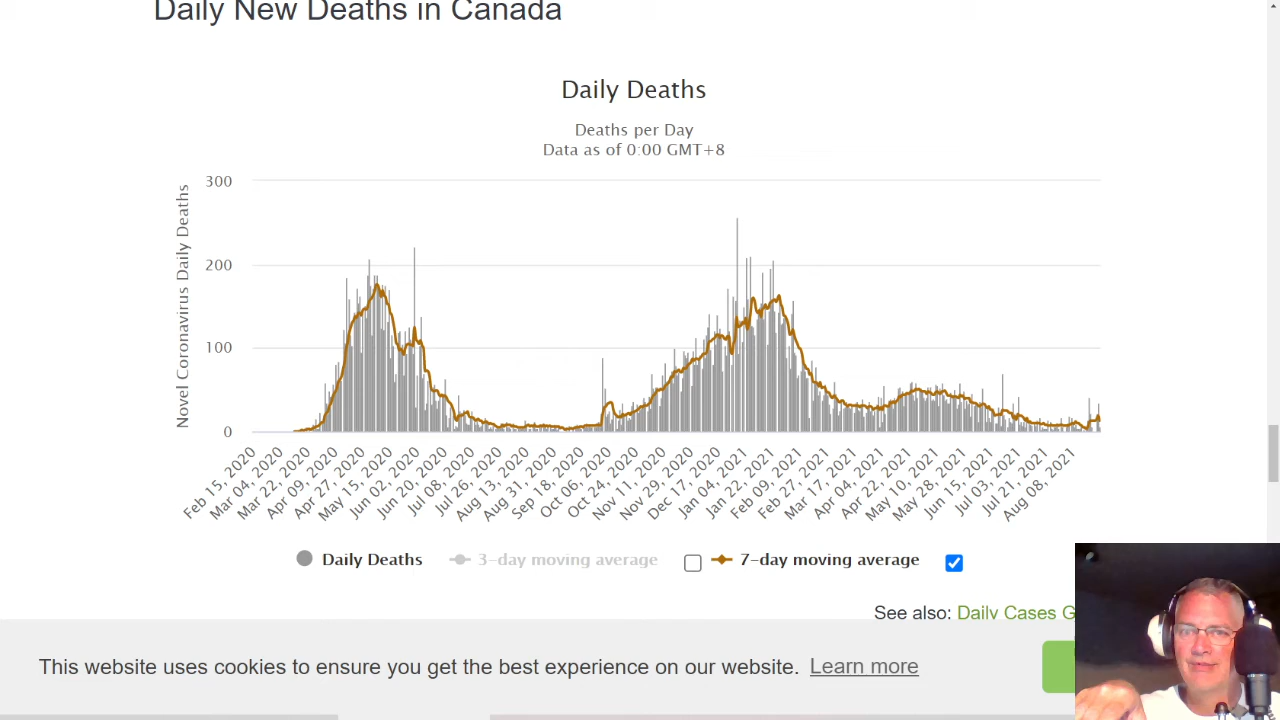 Daily New Deaths in Canada
Daily Deaths
Deaths per Day
Data as of 0:00 GMT+8
Novel Coronavirus Daily Deaths
300
200
100
0
Feb 15, 2020
Mar 04, 2020
Mar 22, 2020
Apr 09, 2020
Apr 27, 2020
May 15, 2020
Jun 02, 2020
Jun 20, 2020
Jul 08, 2020
Jul 26, 2020
Aug 13, 2020
Aug 31, 2020
Sep 18, 2020
Oct 06, 2020
Oct 24, 2020
Nov 11, 2020
Nov 29, 2020
Dec 17, 2020
Jan 04, 2021
Jan 22, 2021
Feb 09, 2021
Feb 27, 2021
Mar 17, 2021
Apr 04, 2021
Apr 22, 2021
May 10, 2021
May 28, 2021
Jun 15, 2021
Jul 03, 2021
Jul 21, 2021
Aug 08, 2021
Daily Deaths 3-day moving average 7-day moving average
See also: Daily Cases G
This website uses cookies to ensure you get the best experience on our website. Learn more